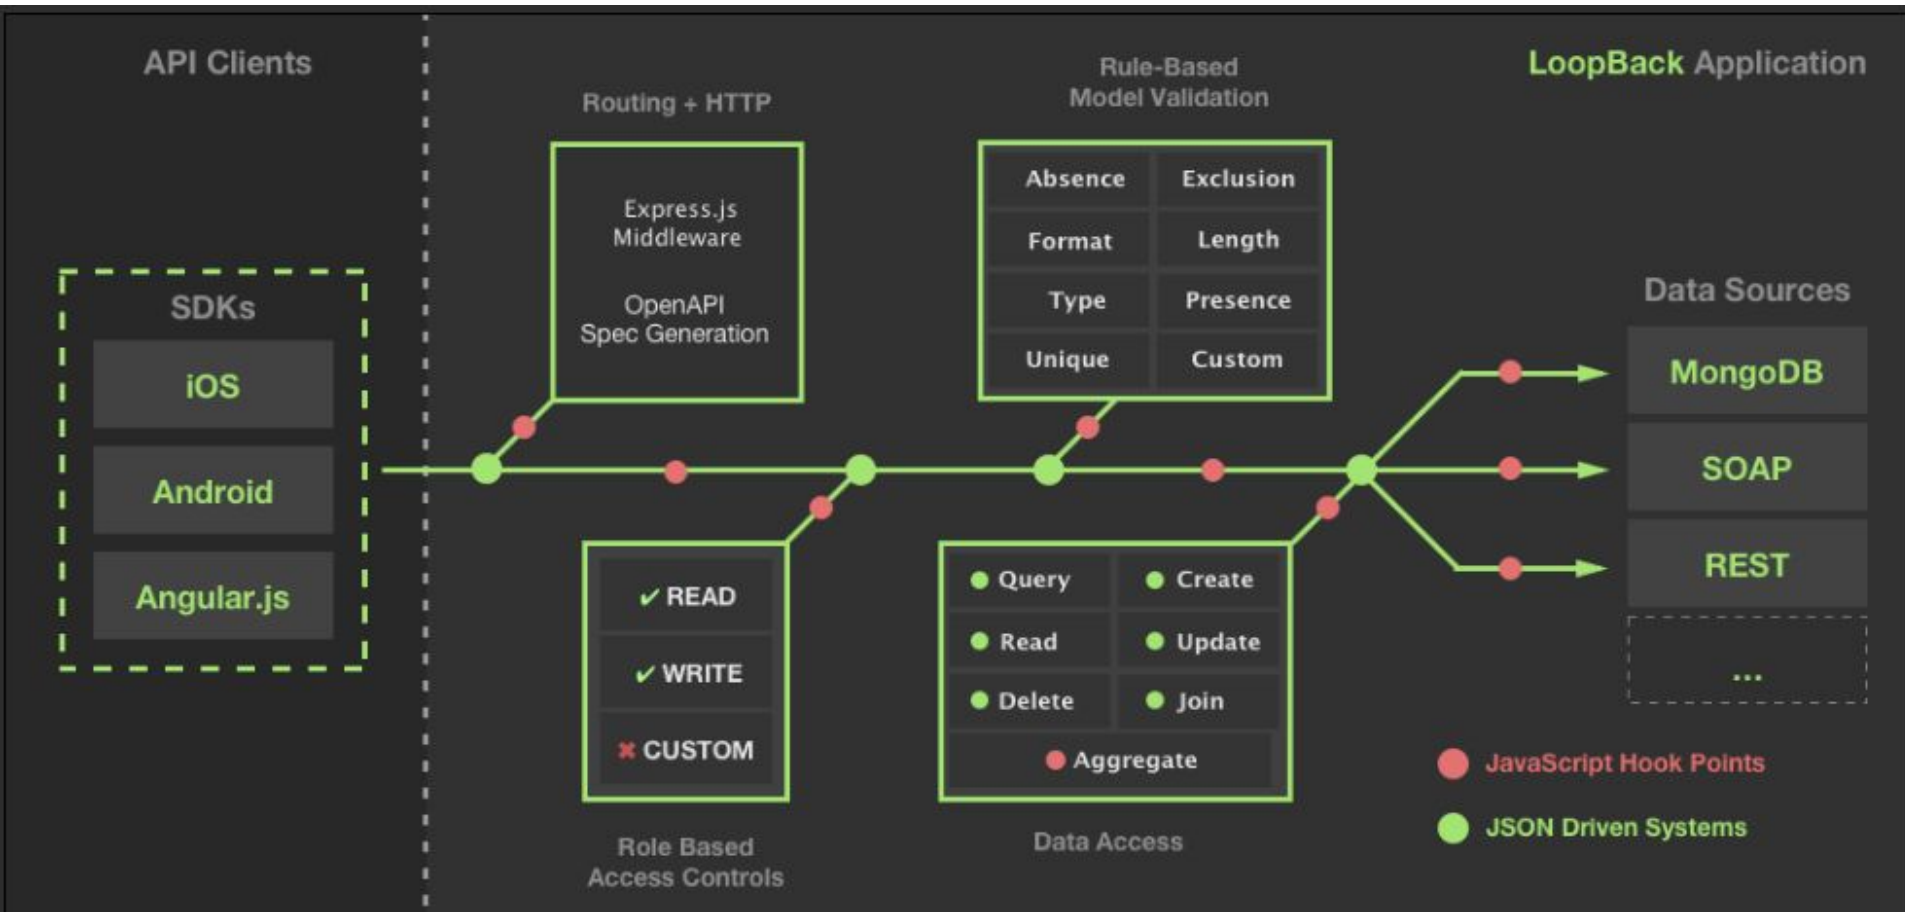 API Clients
SDKs
iOS
Android
Angular.js
Routing + HTTP
Express.js
Middleware
OpenAPI
Spec Generation
✔ READ
✔ WRITE
✖ CUSTOM
Role Based
Access Controls
Rule-Based
Model Validation
Absence Exclusion
Format Length
Type Presence
Unique Custom
Query Create
Read Update
Delete Join
Aggregate
Data Access
LoopBack Application
Data Sources
MongoDB
SOAP
REST
...
JavaScript Hook Points
JSON Driven Systems